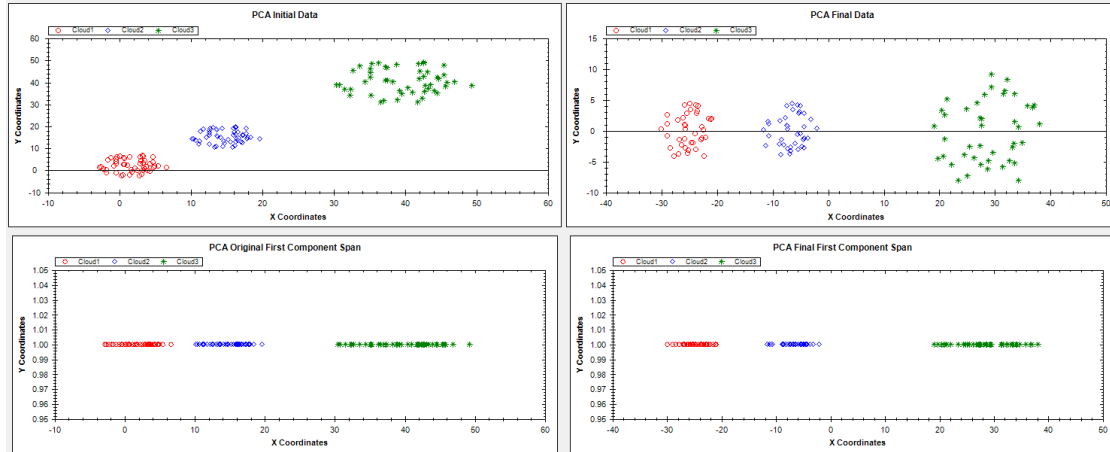 PCA Initial Data
Cloud1 Cloud2 Cloud3
Y Coordinates
60
50
40
30
20
10
0
-10
-10 0 10 20 30 40 50 60
X Coordinates
PCA Final Data
Cloud1 Cloud2 Cloud3
Y Coordinates
15
10
5
0
-5
-10
-40 -30 -20 -10 0 10 20 30 40 50
X Coordinates
PCA Original First Component Span
Cloud1 Cloud2 Cloud3
Y Coordinates
1.05
1.04
1.03
1.02
1.01
1.00
0.99
0.98
0.97
0.96
0.95
-10 0 10 20 30 40 50 60
X Coordinates
PCA Final First Component Span
Cloud1 Cloud2 Cloud3
Y Coordinates
1.05
1.04
1.03
1.02
1.01
1.00
0.99
0.98
0.97
0.96
0.95
-40 -30 -20 -10 0 10 20 30 40 50
X Coordinates